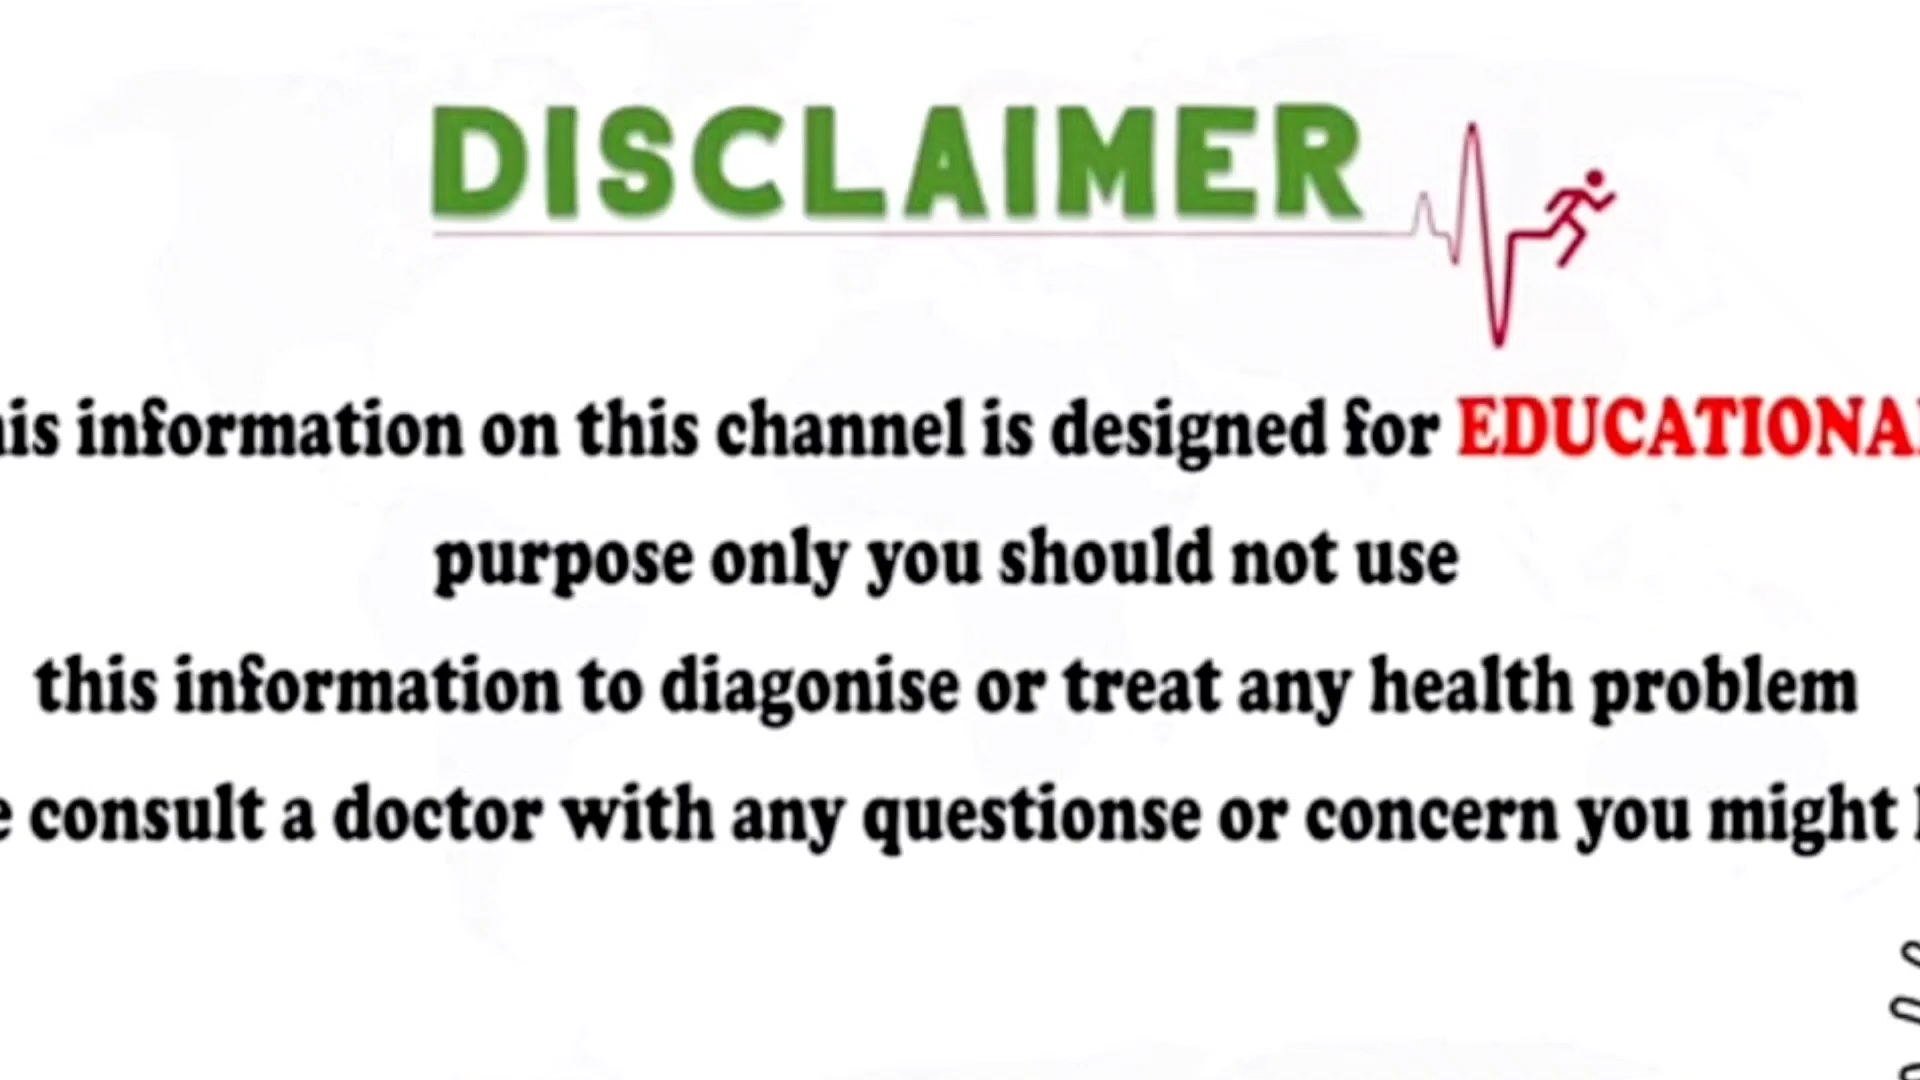 DISCLAIMER
is information on this channel is designed for EDUCATIONA
purpose only you should not use
this information to diagonise or treat any health problem
consult a doctor with any questionse or concern you might